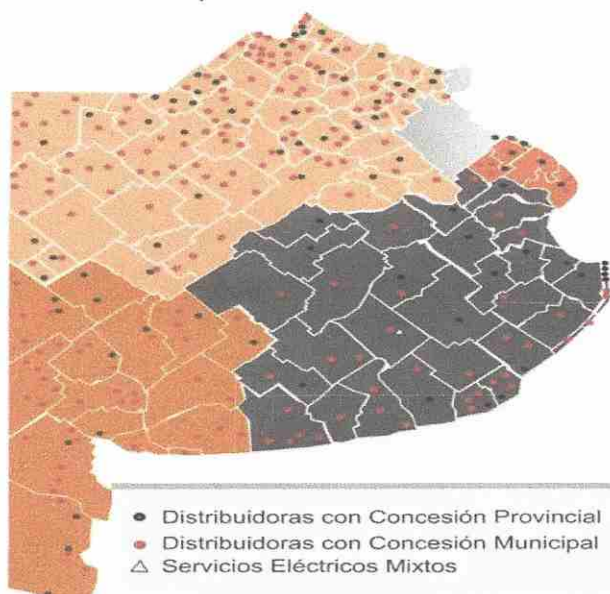 Distribuidoras con Concesión Provincial
Distribuidoras con Concesión Municipal
Servicios Eléctricos Mixtos